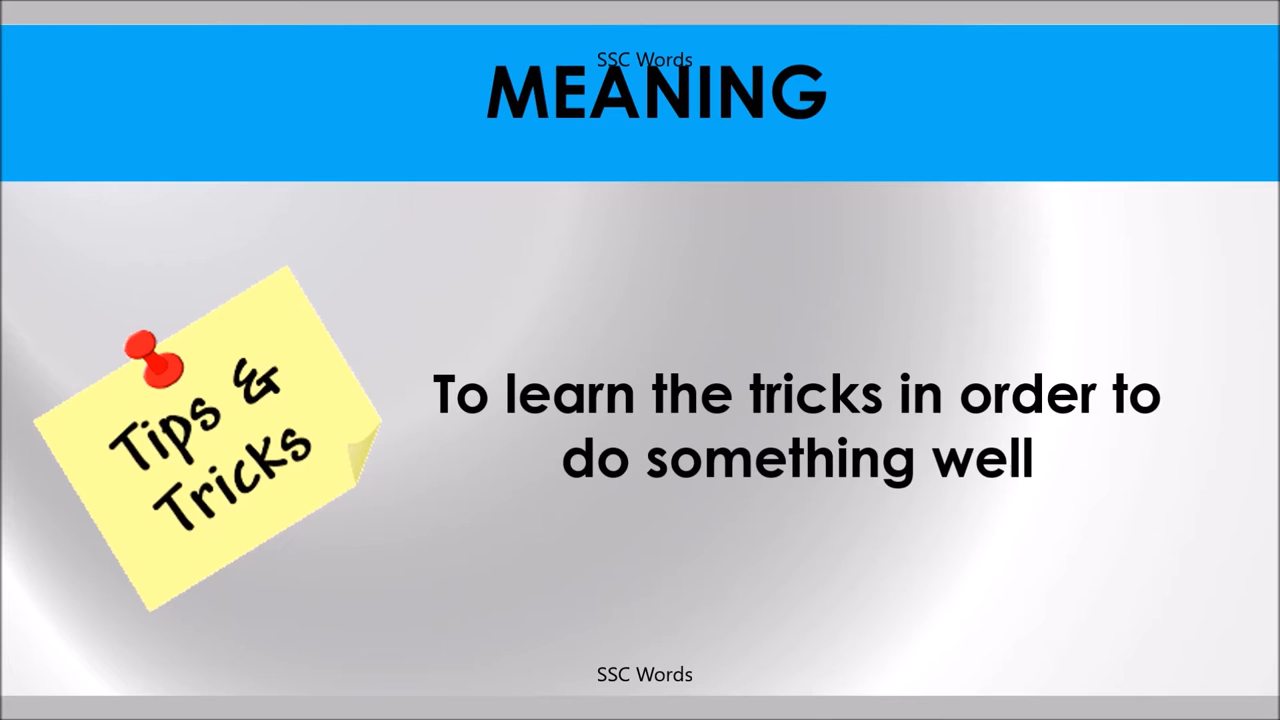 SSC Words
MEANING
Tips &
Tricks
To learn the tricks in order to
do something well
SSC Words